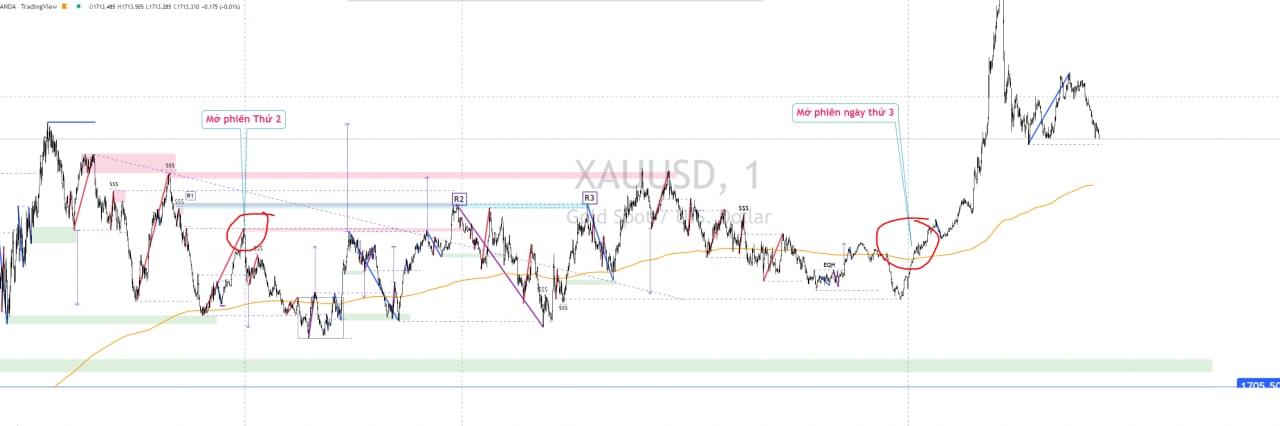 ANDA · TradingView O1713.485 H1713.505 L1713.285 C1713.310 −0.175 (−0.01%)
Mở phiên Thứ 2
Mở phiên ngày thứ 3
XAUUSD, 1
Gold Spot / U.S. Dollar
$$$
$$$
$$$
R1
$$$
R2
R3
$$$
$$$
$$$
EQH
1705.50